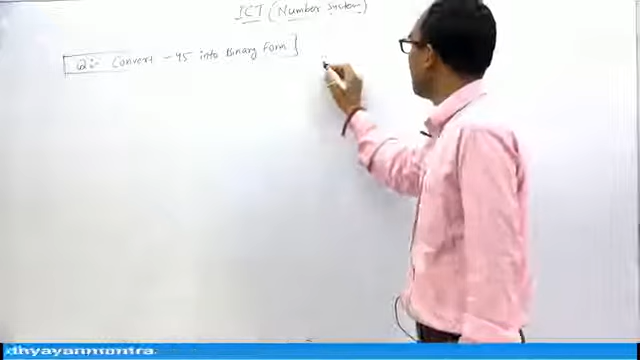 ICT (Number System)
Q:- Convert -45 into Binary Form]
dhyayanmantra